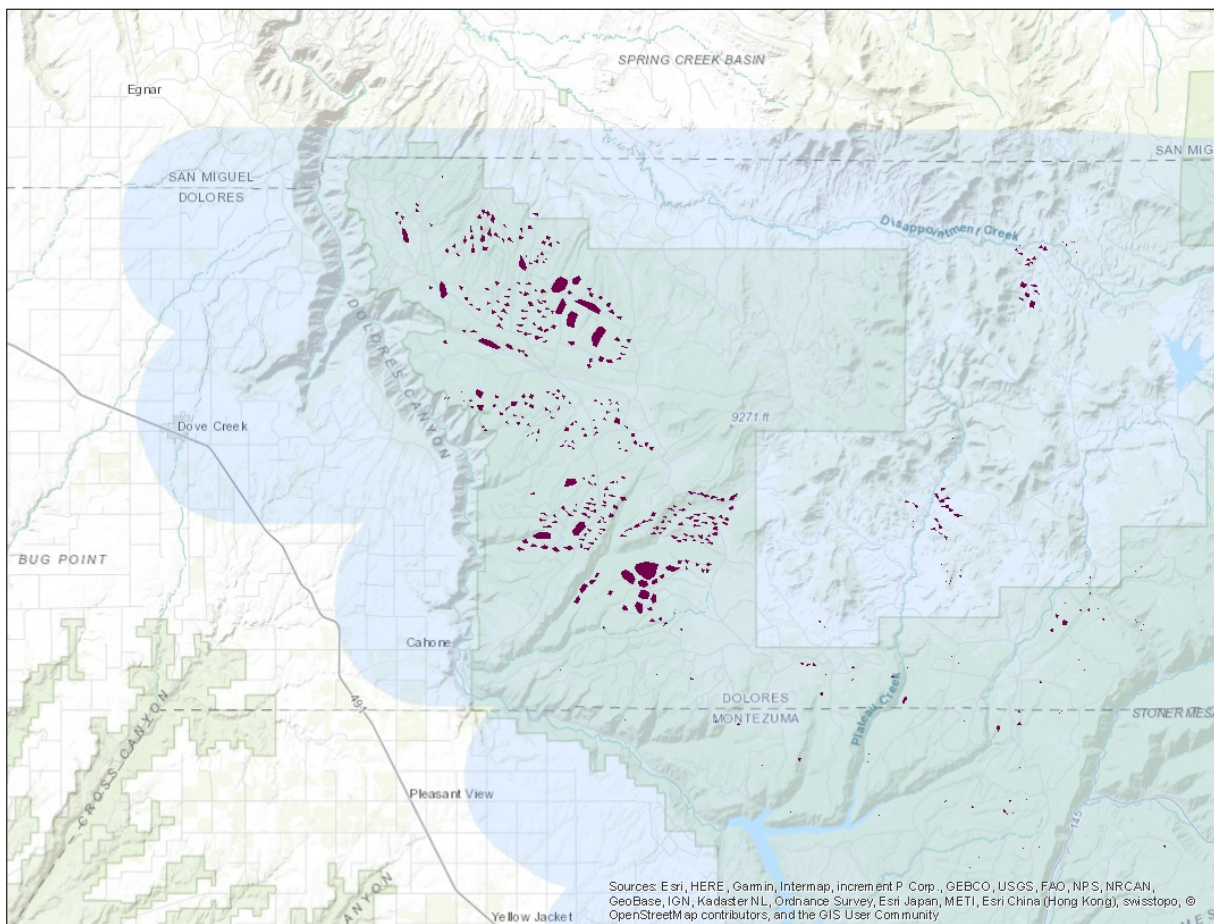 SPRING CREEK BASIN
Egnar
SAN MIGUEL
DOLORES
SAN MIG
Disappointment Creek
DOLORES CANYON
Dove Creek
9271 ft
BUG POINT
Cahone
DOLORES
MONTEZUMA
Plateau Creek
STONER MESA
491
CROSS CANYON
Pleasant View
145
ANYON
Yellow Jacket
MES
Sources: Esri, HERE, Garmin, Intermap, increment P Corp., GEBCO, USGS, FAO, NPS, NRCAN,
GeoBase, IGN, Kadaster NL, Ordnance Survey, Esri Japan, METI, Esri China (Hong Kong), swisstopo, ©
OpenStreetMap contributors, and the GIS User Community